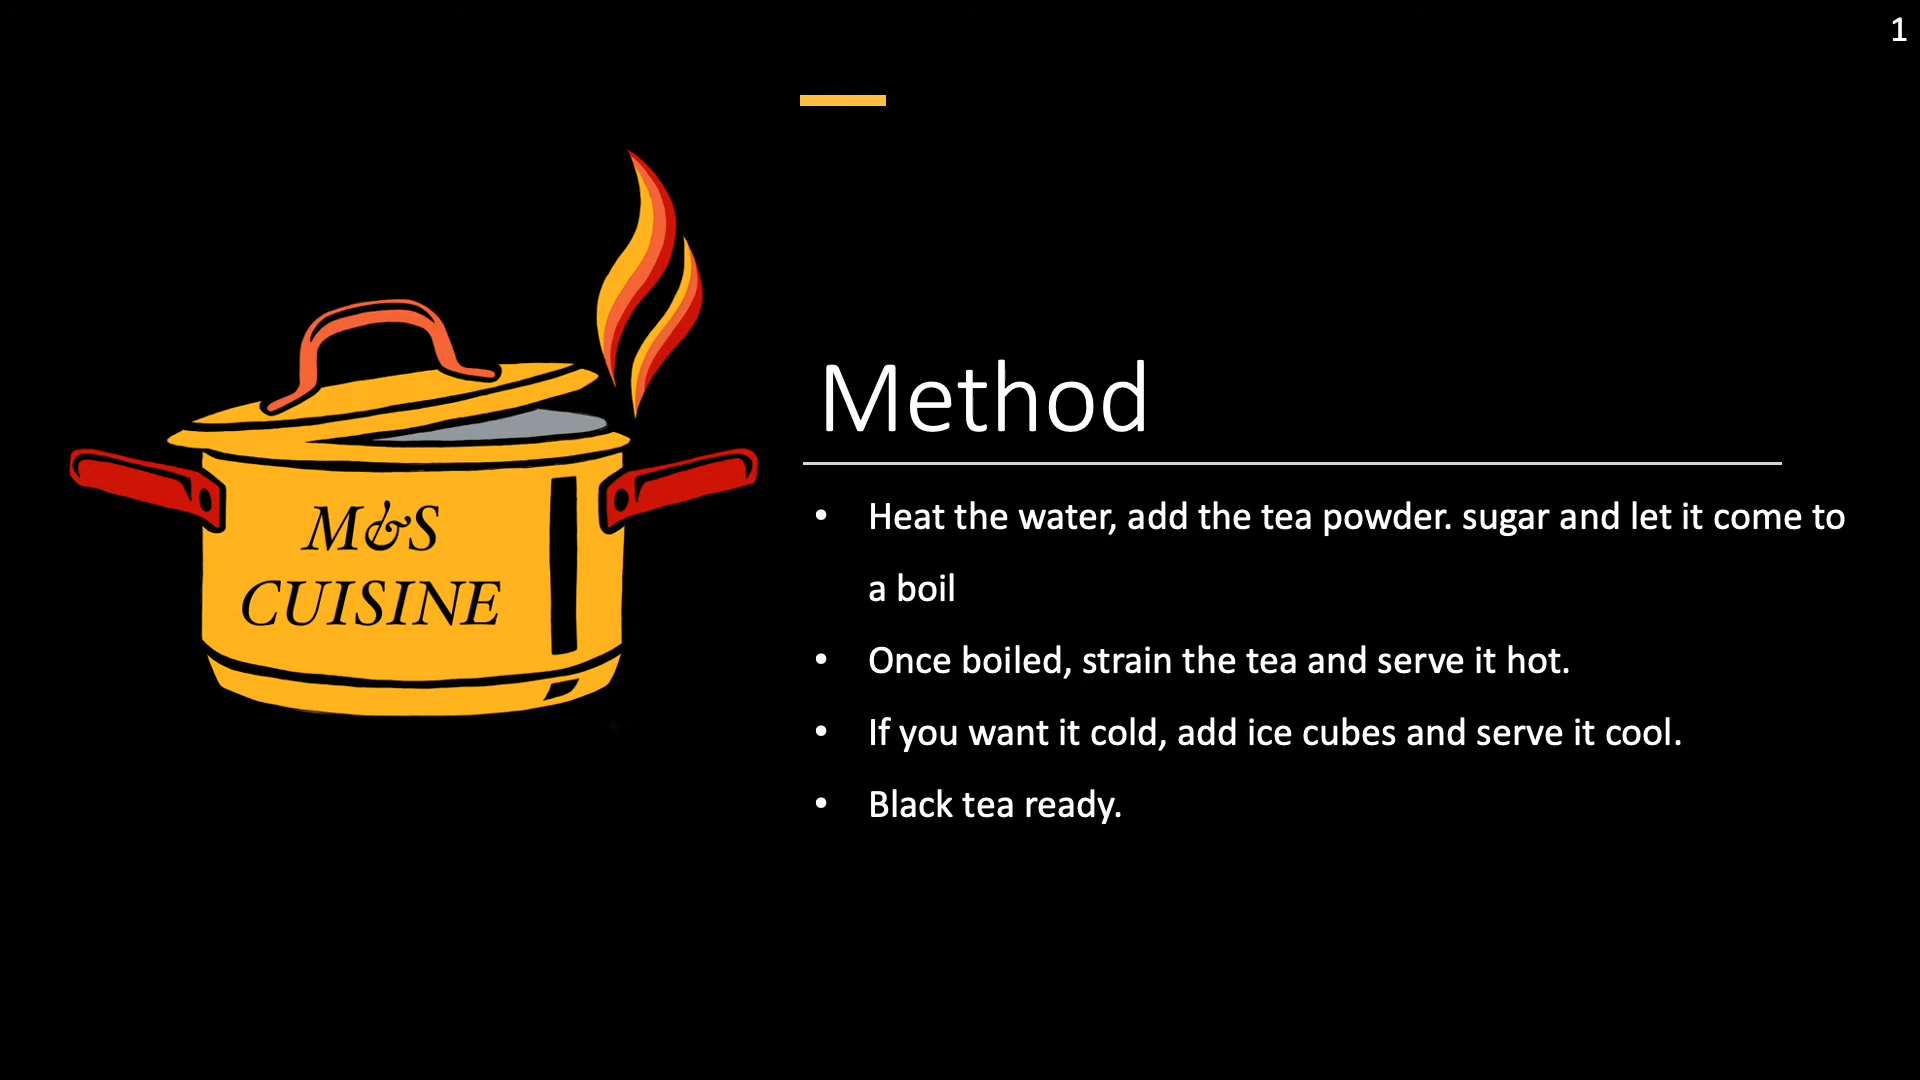 1
M&S
CUISINE
Method
• Heat the water, add the tea powder. sugar and let it come to
a boil
• Once boiled, strain the tea and serve it hot.
• If you want it cold, add ice cubes and serve it cool.
• Black tea ready.